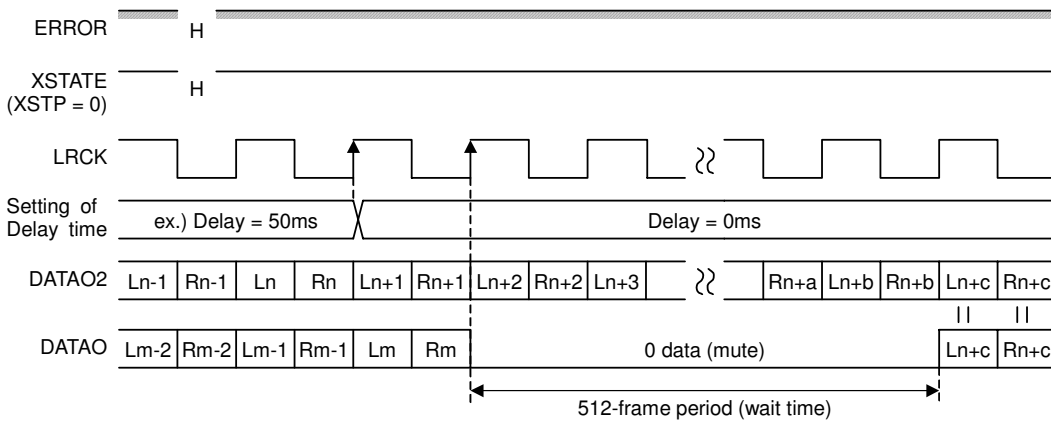 ERROR H
XSTATE
(XSTP = 0) H
LRCK
Setting of
Delay time ex.) Delay = 50ms Delay = 0ms
DATAO2 Ln-1 Rn-1 Ln Rn Ln+1 Rn+1 Ln+2 Rn+2 Ln+3 Rn+a Ln+b Rn+b Ln+c Rn+c
DATAO Lm-2 Rm-2 Lm-1 Rm-1 Lm Rm 0 data (mute) Ln+c Rn+c
512-frame period (wait time)